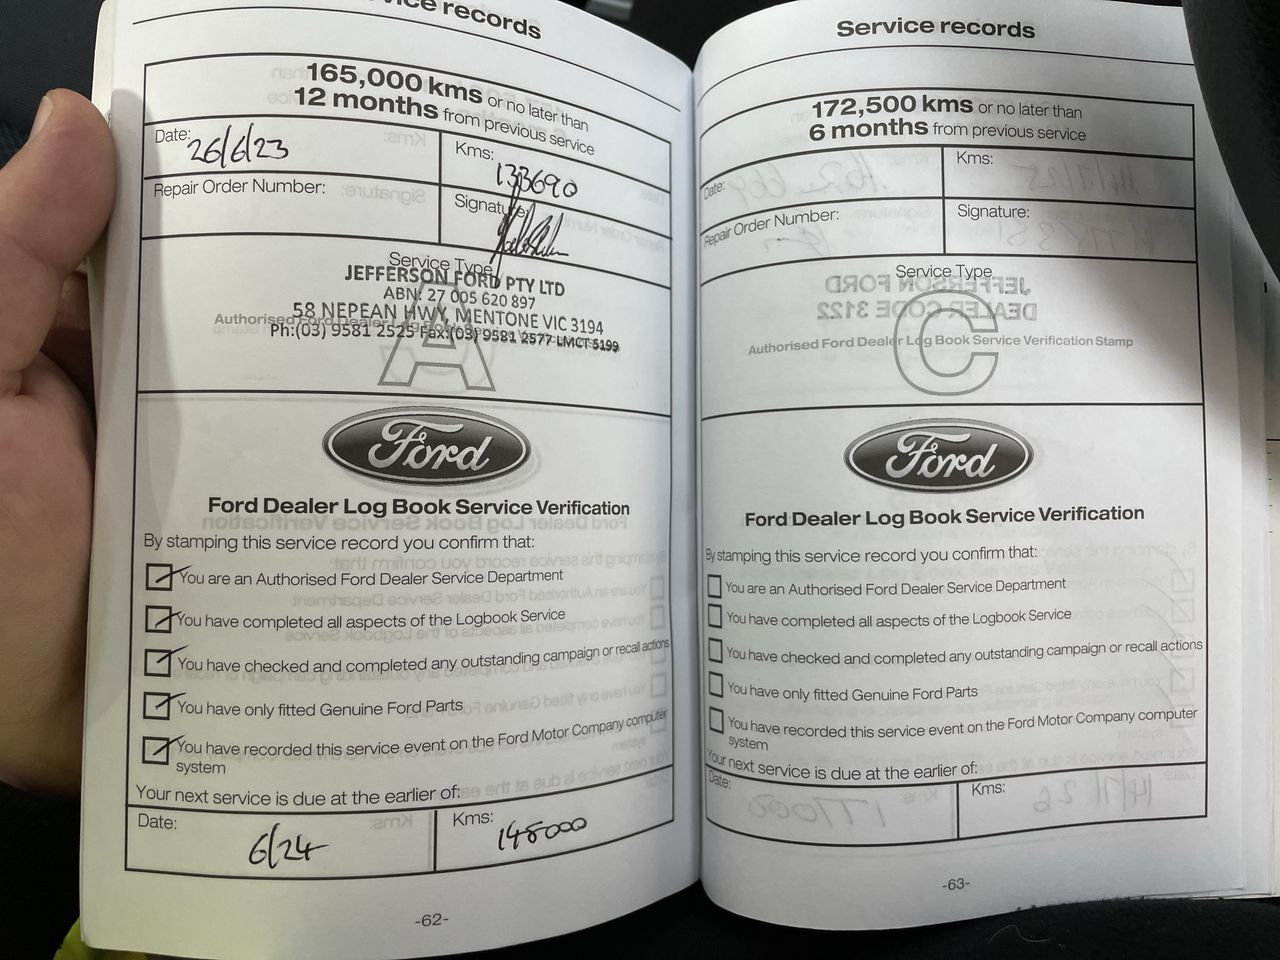 Service records
165,000 kms or no later than
12 months from previous service
Date: 26/6/23
Kms: 133690
Repair Order Number:
Signature:
Service Type
JEFFERSON FORD PTY LTD
ABN: 27 005 620 897
58 NEPEAN HWY, MENTONE VIC 3194
Authorised Ford Dealer Log Book Service
Ph:(03) 9581 2525 Fax:(03) 9581 2577 LMCT 5199
A
Ford
Ford Dealer Log Book Service Verification
By stamping this service record you confirm that:
You are an Authorised Ford Dealer Service Department
You have completed all aspects of the Logbook Service
You have checked and completed any outstanding campaign or recall actions
You have only fitted Genuine Ford Parts
You have recorded this service event on the Ford Motor Company computer
system
Your next service is due at the earlier of:
Date: 6/24
Kms: 148000
-62-
Service records
172,500 kms or no later than
6 months from previous service
Date:
Kms:
Repair Order Number:
Signature:
Service Type
JEFFERSON FORD
DEALER CODE 3122
C
Authorised Ford Dealer Log Book Service Verification Stamp
Ford
Ford Dealer Log Book Service Verification
By stamping this service record you confirm that:
You are an Authorised Ford Dealer Service Department
You have completed all aspects of the Logbook Service
You have checked and completed any outstanding campaign or recall actions
You have only fitted Genuine Ford Parts
You have recorded this service event on the Ford Motor Company computer
system
Your next service is due at the earlier of:
Date:
Kms:
-63-